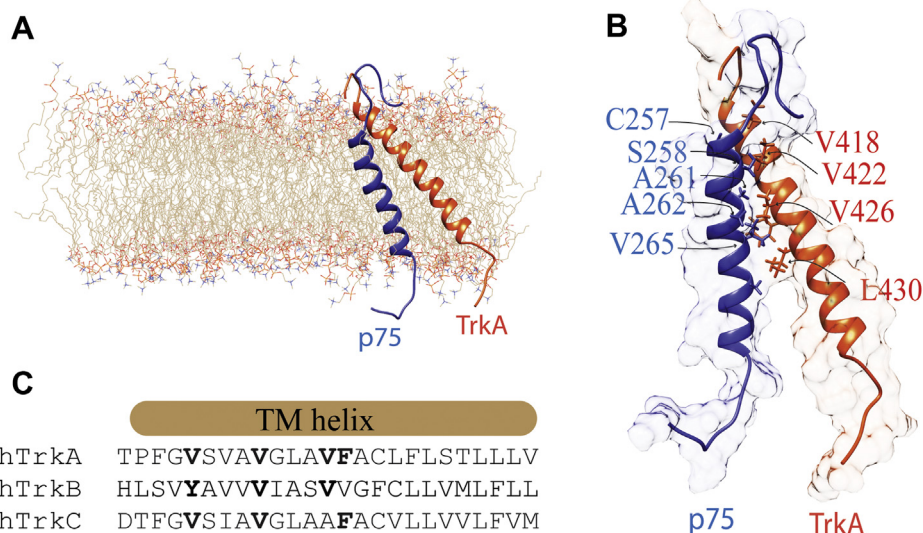 A
p75
TrkA
B
C257
S258
A261
A262
V265
V418
V422
V426
L430
p75
TrkA
C
TM helix
hTrkA TPFGVSVAVGLAVFACLFLSTLLLV
hTrkB HLSVYAVVVIASVVGFCLLVMLFLL
hTrkC DTFGVSIAVGLAAFACVLLVVLFVM